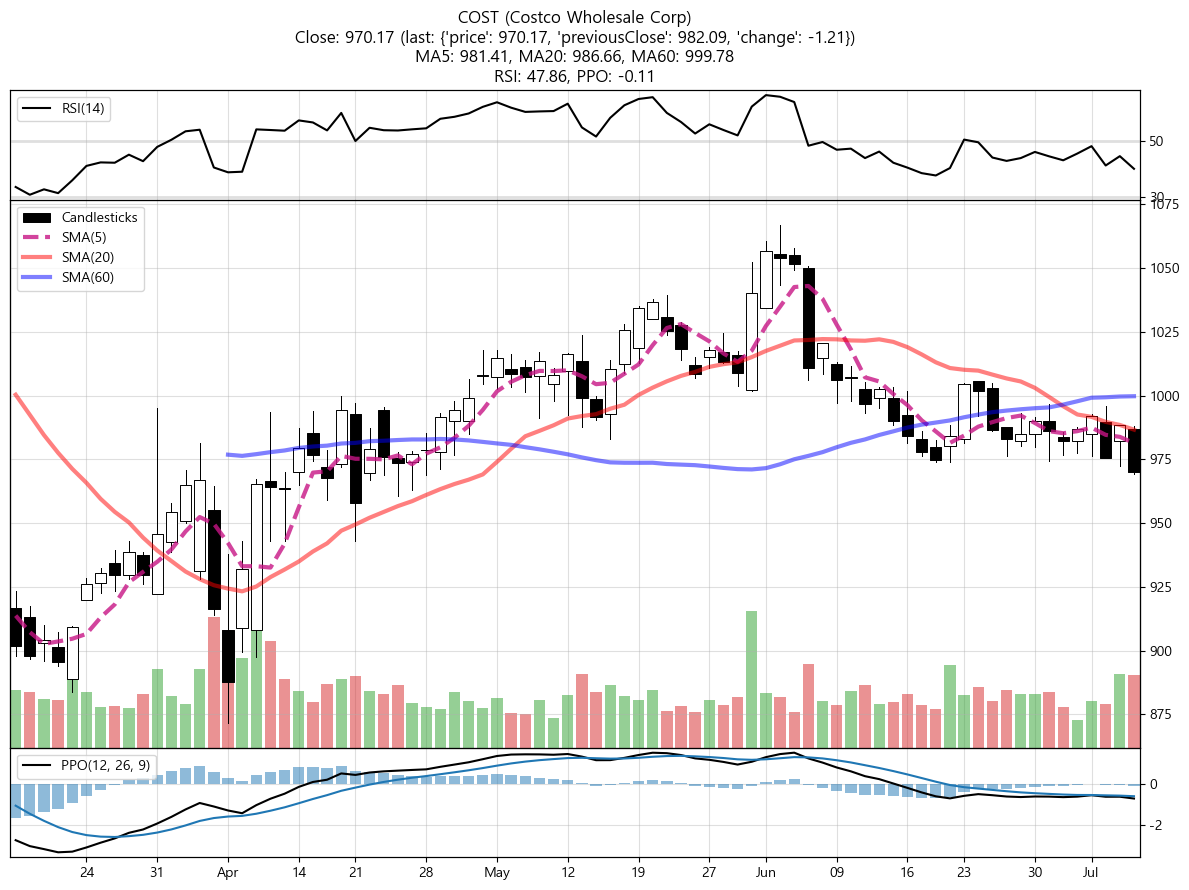 COST (Costco Wholesale Corp)
Close: 970.17 (last: {'price': 970.17, 'previousClose': 982.09, 'change': -1.21})
MA5: 981.41, MA20: 986.66, MA60: 999.78
RSI: 47.86, PPO: -0.11
RSI(14)
50
30
1075
Candlesticks
SMA(5)
SMA(20)
SMA(60)
1050
1025
1000
975
950
925
900
875
PPO(12, 26, 9)
0
-2
24 31 Apr 14 21 28 May 12 19 27 Jun 09 16 23 30 Jul